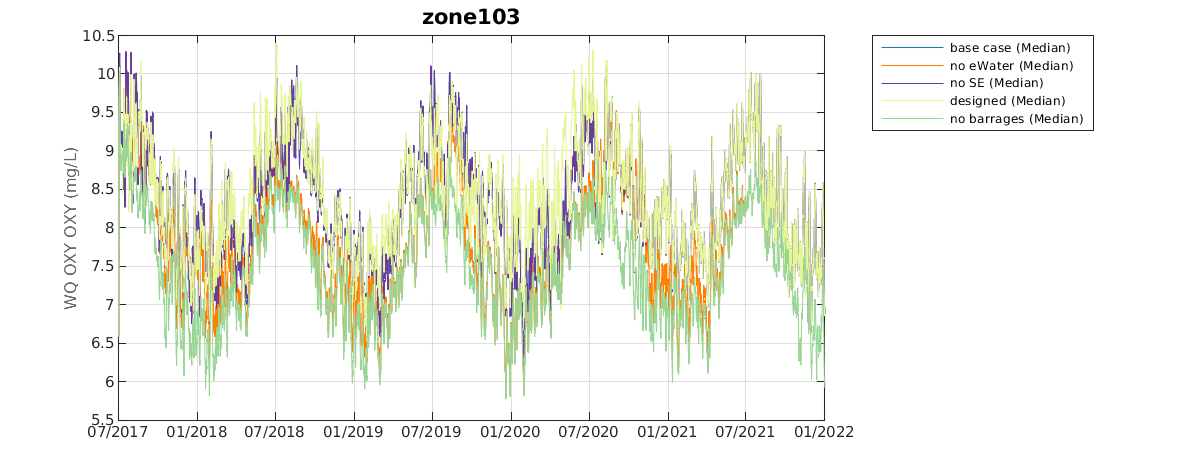 zone103
WQ OXY OXY (mg/L)
10.5
10
9.5
9
8.5
8
7.5
7
6.5
6
5.5
07/2017 01/2018 07/2018 01/2019 07/2019 01/2020 07/2020 01/2021 07/2021 01/2022
base case (Median)
no eWater (Median)
no SE (Median)
designed (Median)
no barrages (Median)